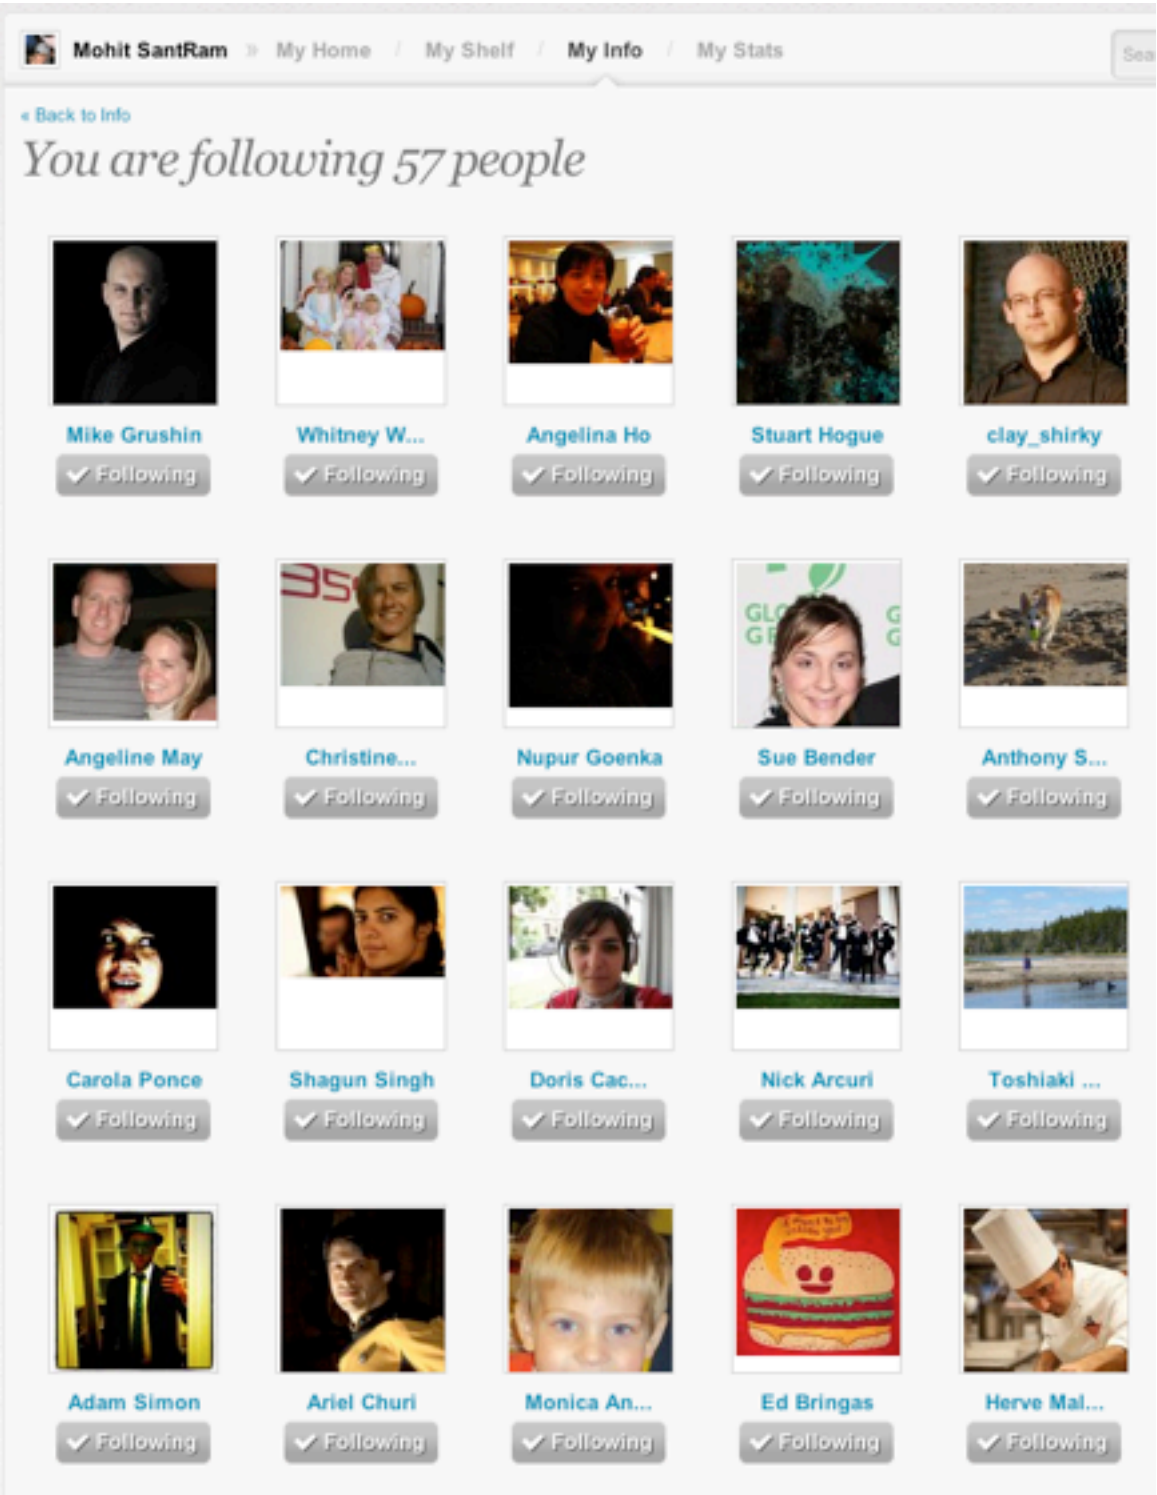 Mohit SantRam » My Home / My Shelf / My Info / My Stats
« Back to Info
You are following 57 people
Mike Grushin Whitney W... Angelina Ho Stuart Hogue clay_shirky
✔ Following ✔ Following ✔ Following ✔ Following ✔ Following
35
GLO
GR
G
G
Angeline May Christine... Nupur Goenka Sue Bender Anthony S...
✔ Following ✔ Following ✔ Following ✔ Following ✔ Following
Carola Ponce Shagun Singh Doris Cac... Nick Arcuri Toshiaki ...
✔ Following ✔ Following ✔ Following ✔ Following ✔ Following
Adam Simon Ariel Churi Monica An... Ed Bringas Herve Mal...
✔ Following ✔ Following ✔ Following ✔ Following ✔ Following